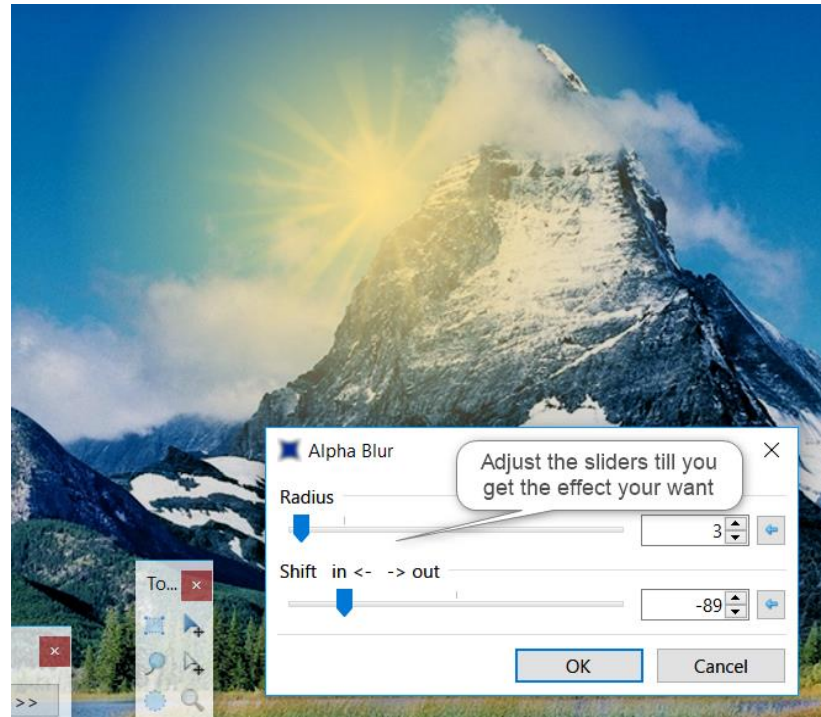 Alpha Blur
Adjust the sliders till you
get the effect your want
Radius
3
Shift in <- -> out
-89
To...
OK
Cancel
>>